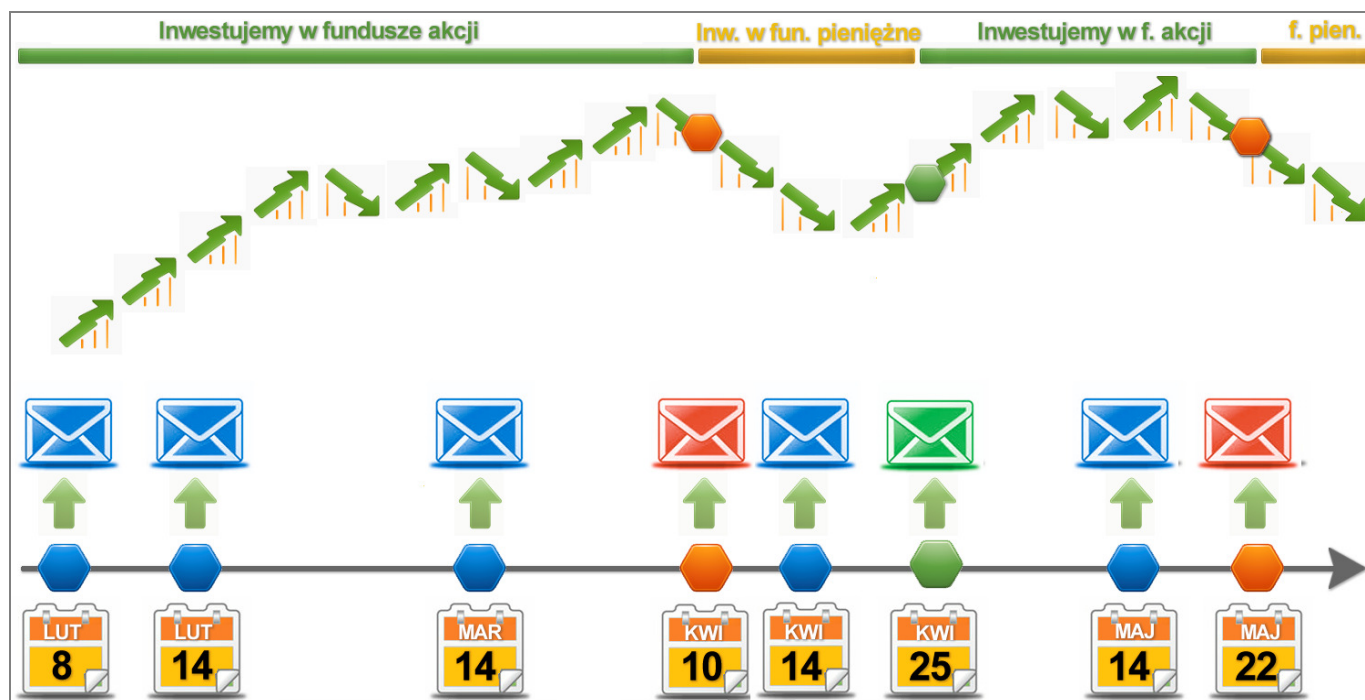 Inwestujemy w fundusze akcji
Inw. w fun. pieniężne
Inwestujemy w f. akcji
f. pien.
LUT
8
LUT
14
MAR
14
KWI
10
KWI
14
KWI
25
MAJ
14
MAJ
22